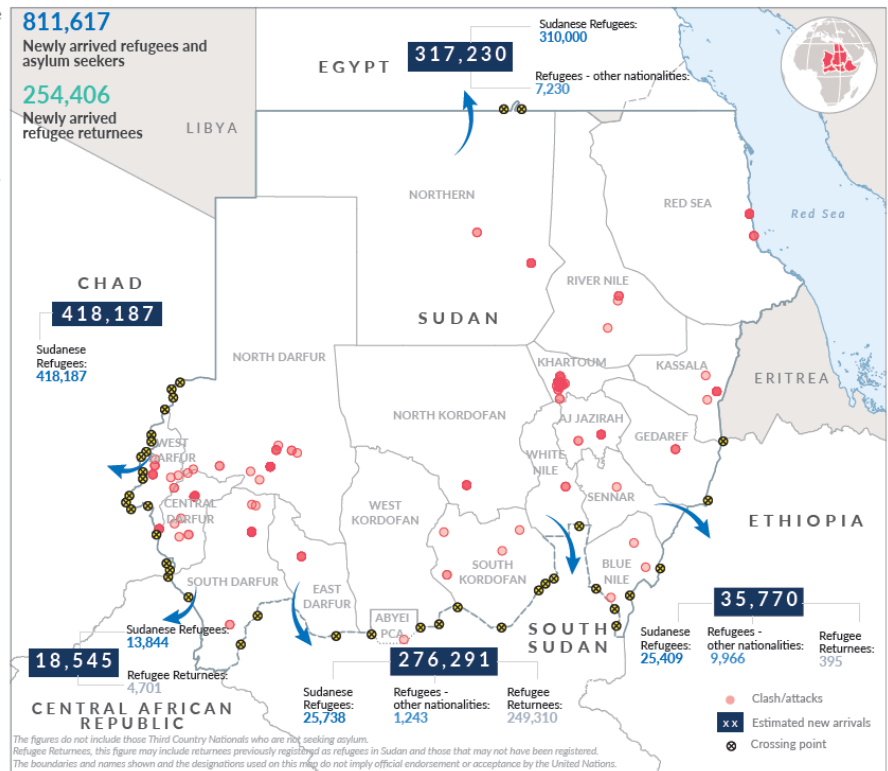 811,617
Newly arrived refugees and
asylum seekers
254,406
Newly arrived
refugee returnees
LIBYA
EGYPT
317,230
Sudanese Refugees:
310,000
Refugees - other nationalities:
7,230
NORTHERN
RED SEA
Red Sea
CHAD
418,187
Sudanese
Refugees:
418,187
RIVER NILE
SUDAN
NORTH DARFUR
KHARTOUM
KASSALA
ERITREA
NORTH KORDOFAN
AJ JAZIRAH
GEDAREF
WEST
DARFUR
WHITE
NILE
SENNAR
CENTRAL
DARFUR
WEST
KORDOFAN
ETHIOPIA
SOUTH
KORDOFAN
BLUE
NILE
SOUTH DARFUR
EAST
DARFUR
ABYEI
PCA
SOUTH
SUDAN
35,770
Sudanese
Refugees:
25,409
Refugees -
other nationalities:
9,966
Refugee
Returnees:
395
18,545
Sudanese Refugees:
13,844
Refugee Returnees:
4,701
CENTRAL AFRICAN
REPUBLIC
276,291
Sudanese
Refugees:
25,738
Refugees -
other nationalities:
1,243
Refugee
Returnees:
249,310
Clash/attacks
xx Estimated new arrivals
Crossing point
The figures do not include those Third Country Nationals who are not seeking asylum.
Refugee Returnees, this figure may include returnees previously registered as refugees in Sudan and those that may not have been registered.
The boundaries and names shown and the designations used on this map do not imply official endorsement or acceptance by the United Nations.